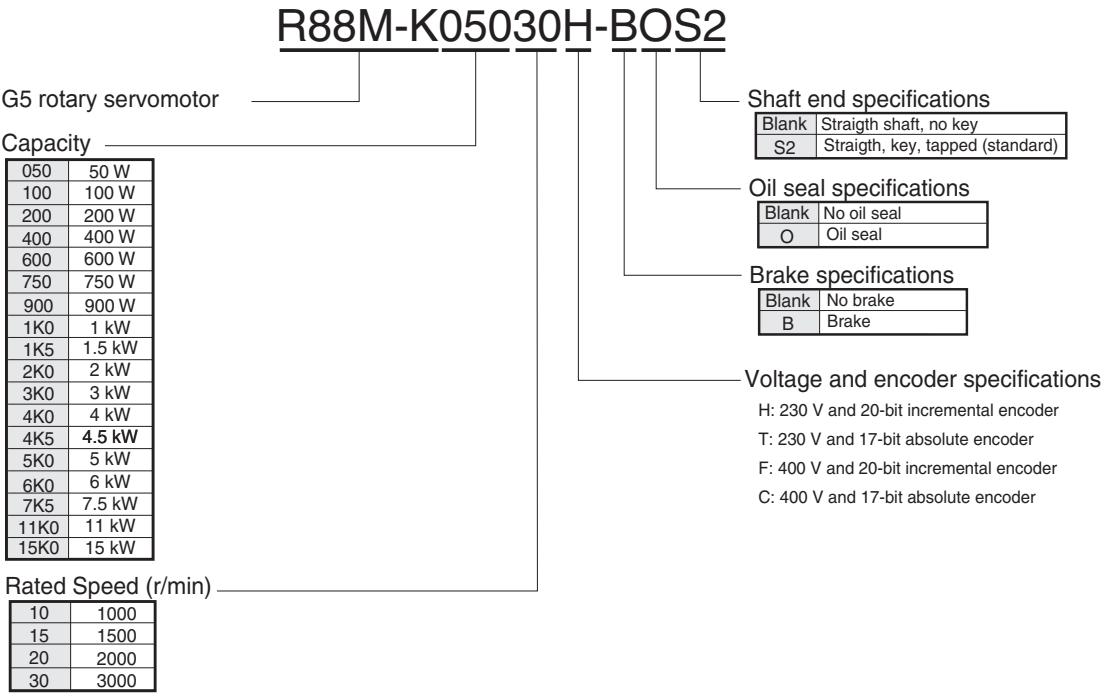 R88M-K05030H-BOS2
G5 rotary servomotor
Capacity
050 50 W
100 100 W
200 200 W
400 400 W
600 600 W
750 750 W
900 900 W
1K0 1 kW
1K5 1.5 kW
2K0 2 kW
3K0 3 kW
4K0 4 kW
4K5 4.5 kW
5K0 5 kW
6K0 6 kW
7K5 7.5 kW
11K0 11 kW
15K0 15 kW
Rated Speed (r/min)
10 1000
15 1500
20 2000
30 3000
Shaft end specifications
Blank Straigth shaft, no key
S2 Straigth, key, tapped (standard)
Oil seal specifications
Blank No oil seal
O Oil seal
Brake specifications
Blank No brake
B Brake
Voltage and encoder specifications
H: 230 V and 20-bit incremental encoder
T: 230 V and 17-bit absolute encoder
F: 400 V and 20-bit incremental encoder
C: 400 V and 17-bit absolute encoder